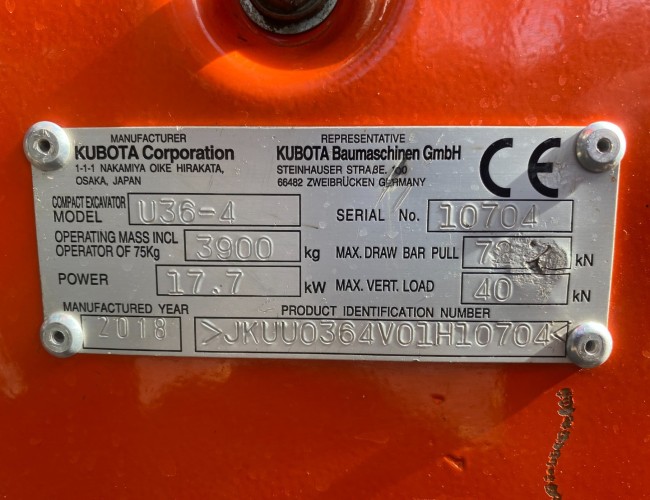 MANUFACTURER
KUBOTA Corporation
1-1-1 NAKAMIYA OIKE HIRAKATA,
OSAKA, JAPAN
REPRESENTATIVE
KUBOTA Baumaschinen GmbH
STEINHAUSER STRAßE,
66482 ZWEIBRÜCKEN GERMANY
CE
COMPACT EXCAVATOR
MODEL U36-4
SERIAL No. 10704
OPERATING MASS INCL
OPERATOR OF 75Kg 3900 kg
MAX. DRAW BAR PULL kN
POWER 17.7 kW
MAX. VERT. LOAD 40 kN
MANUFACTURED YEAR
2018
PRODUCT IDENTIFICATION NUMBER
>JKUU0364V01H10704<